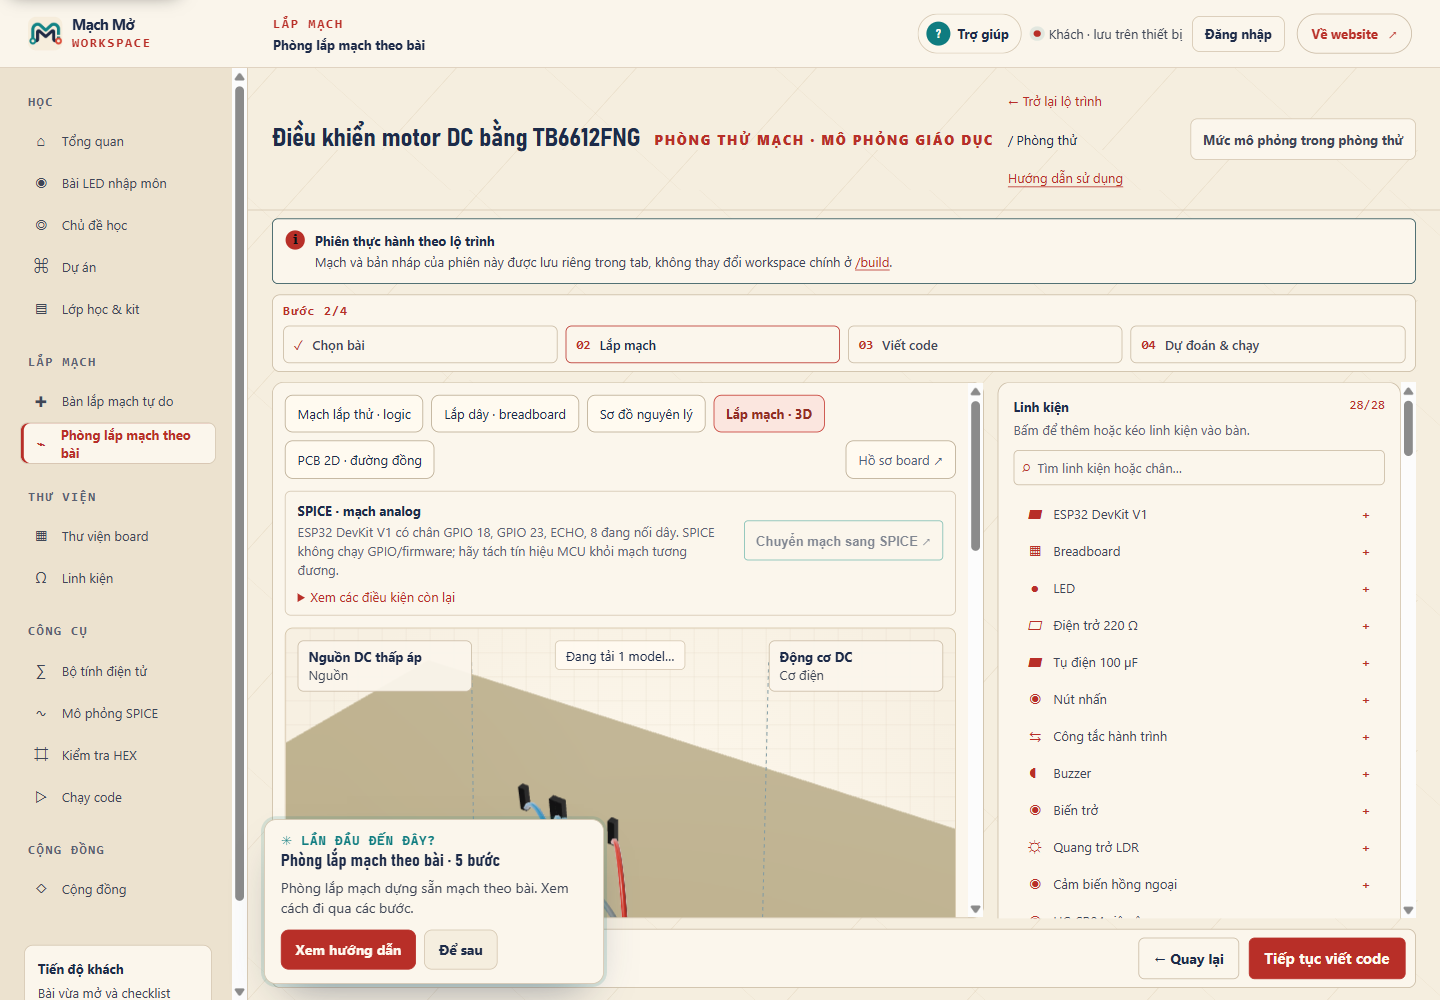 Mạch Mở
WORKSPACE
LẮP MẠCH
Phòng lắp mạch theo bài
? Trợ giúp
Khách · lưu trên thiết bị
Đăng nhập
Về website ↗
HỌC
Tổng quan
Bài LED nhập môn
Chủ đề học
Dự án
Lớp học & kit
LẮP MẠCH
Bàn lắp mạch tự do
Phòng lắp mạch theo
bài
THƯ VIỆN
Thư viện board
Linh kiện
CÔNG CỤ
Bộ tính điện tử
Mô phỏng SPICE
Kiểm tra HEX
Chạy code
CỘNG ĐỒNG
Cộng đồng
Tiến độ khách
Bài vừa mở và checklist
Điều khiển motor DC bằng TB6612FNG
PHÒNG THỬ MẠCH · MÔ PHỎNG GIÁO DỤC
← Trở lại lộ trình
/ Phòng thử
Hướng dẫn sử dụng
Mức mô phỏng trong phòng thử
Phiên thực hành theo lộ trình
Mạch và bản nháp của phiên này được lưu riêng trong tab, không thay đổi workspace chính ở /build.
Bước 2/4
✓ Chọn bài
02 Lắp mạch
03 Viết code
04 Dự đoán & chạy
Mạch lắp thử · logic
Lắp dây · breadboard
Sơ đồ nguyên lý
Lắp mạch · 3D
PCB 2D · đường đồng
Hồ sơ board ↗
SPICE · mạch analog
ESP32 DevKit V1 có chân GPIO 18, GPIO 23, ECHO, 8 đang nối dây. SPICE
không chạy GPIO/firmware; hãy tách tín hiệu MCU khỏi mạch tương
đương.
▶ Xem các điều kiện còn lại
Chuyển mạch sang SPICE ↗
Nguồn DC thấp áp
Nguồn
Đang tải 1 model...
Động cơ DC
Cơ điện
Linh kiện
28/28
Bấm để thêm hoặc kéo linh kiện vào bàn.
Tìm linh kiện hoặc chân...
ESP32 DevKit V1 +
Breadboard +
LED +
Điện trở 220 Ω +
Tụ điện 100 µF +
Nút nhấn +
Công tắc hành trình +
Buzzer +
Biến trở +
Quang trở LDR +
Cảm biến hồng ngoại +
✳ LẦN ĐẦU ĐẾN ĐÂY?
Phòng lắp mạch theo bài · 5 bước
Phòng lắp mạch dựng sẵn mạch theo bài. Xem
cách đi qua các bước.
Xem hướng dẫn
Để sau
← Quay lại
Tiếp tục viết code